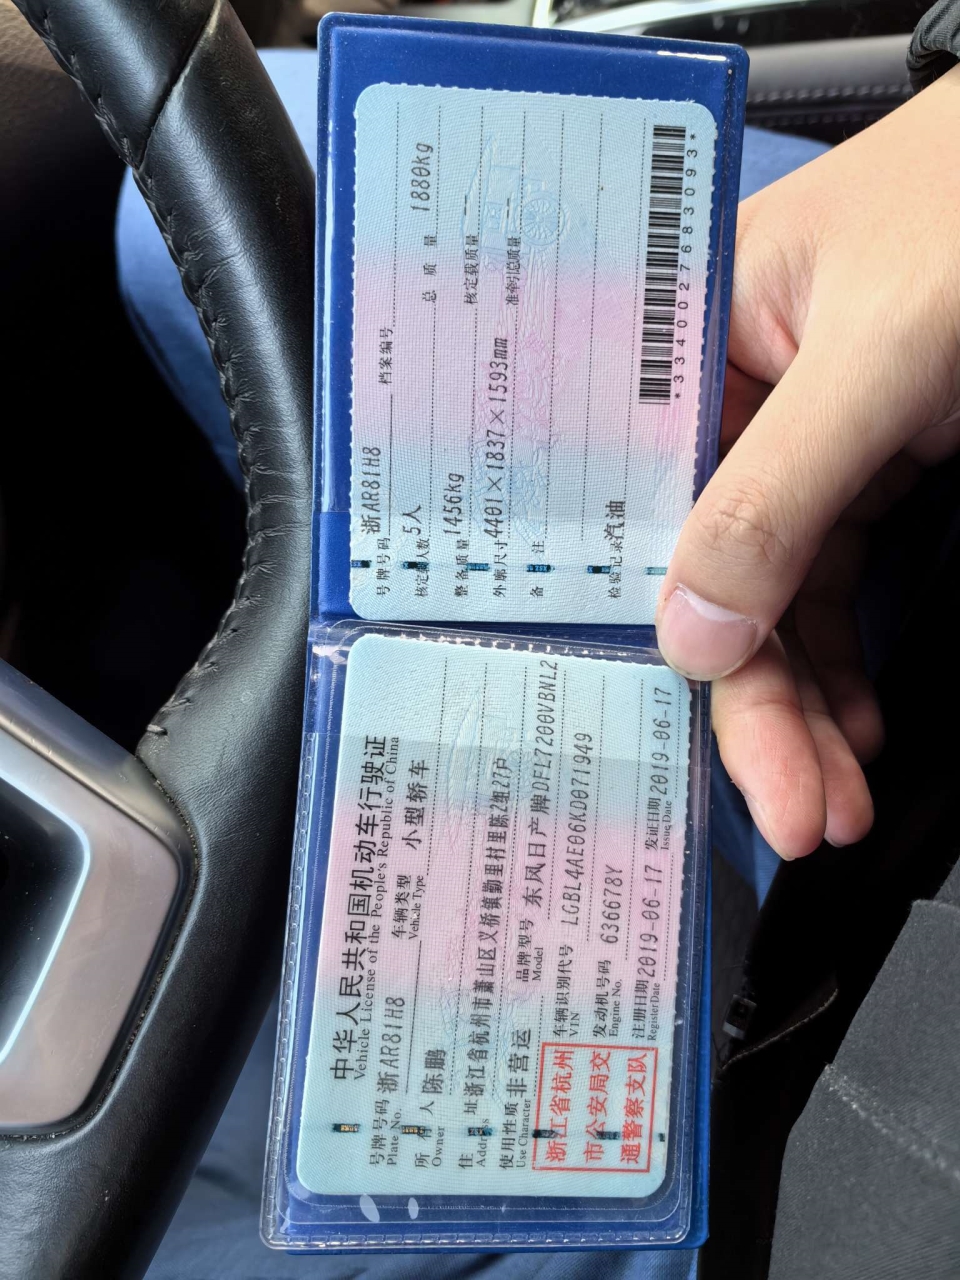 中华人民共和国机动车行驶证
Vehicle License of the People's Republic of China
号牌号码 浙AR81H8 车辆类型 小型轿车
Plate No. Vehicle Type
所有人 陈鹏
Owner
住址 浙江省杭州市萧山区义桥镇勤里村里陈2组27户
Address
使用性质 非营运 品牌型号 东风日产牌DFL7200VBNL2
Use Character Model
浙江省杭州
市公安局交
通警察支队
车辆识别代号 LGBL4AE06KD071949
VIN
发动机号码 636678Y
Engine No.
注册日期 2019-06-17 发证日期 2019-06-17
Register Date Issue Date
号牌号码 浙AR81H8 档案编号
核定载人数 5人 总质量 1880kg
整备质量 1456kg 核定载质量
外廓尺寸 4401×1837×1593mm 准牵引总质量
备注
检验记录 汽油
*3340027683093*